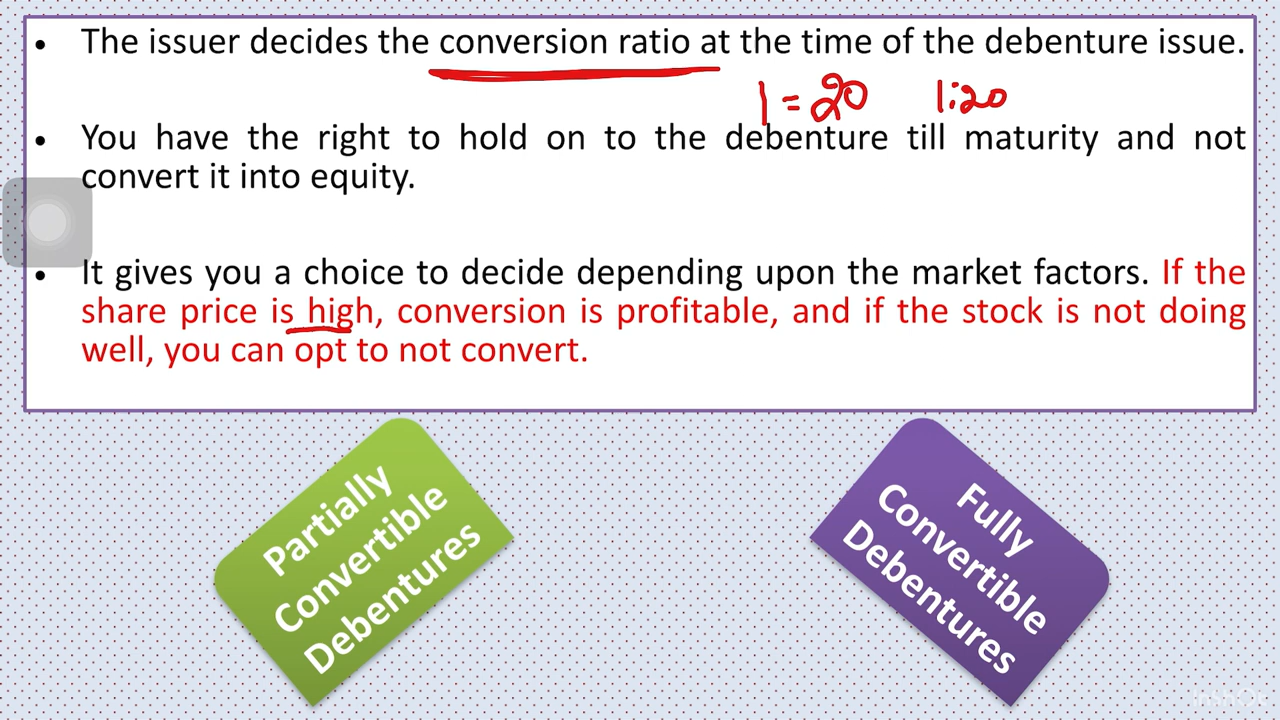 • The issuer decides the conversion ratio at the time of the debenture issue.
1 = 20 1:20
• You have the right to hold on to the debenture till maturity and not
convert it into equity.
• It gives you a choice to decide depending upon the market factors. If the
share price is high, conversion is profitable, and if the stock is not doing
well, you can opt to not convert.
Partially
Convertible
Debentures
Fully
Convertible
Debentures